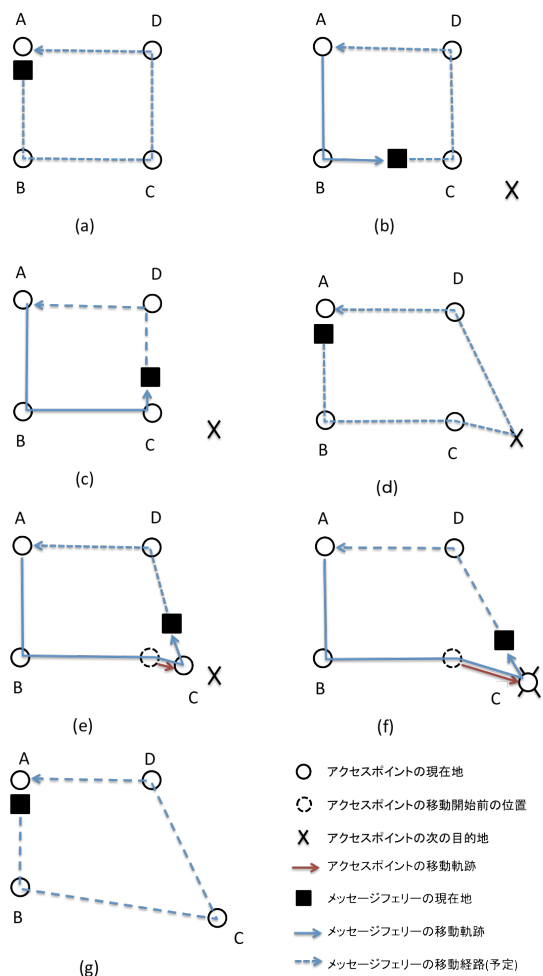 A D
B C
(a)
A D
B C
(b)
A D
B C
(c)
A D
B C
(d)
A D
B C
(e)
A D
B C
(f)
A D
B C
(g)
アクセスポイントの現在地
アクセスポイントの移動開始前の位置
アクセスポイントの次の目的地
アクセスポイントの移動軌跡
メッセージフェリーの現在地
メッセージフェリーの移動軌跡
メッセージフェリーの移動経路(予定)